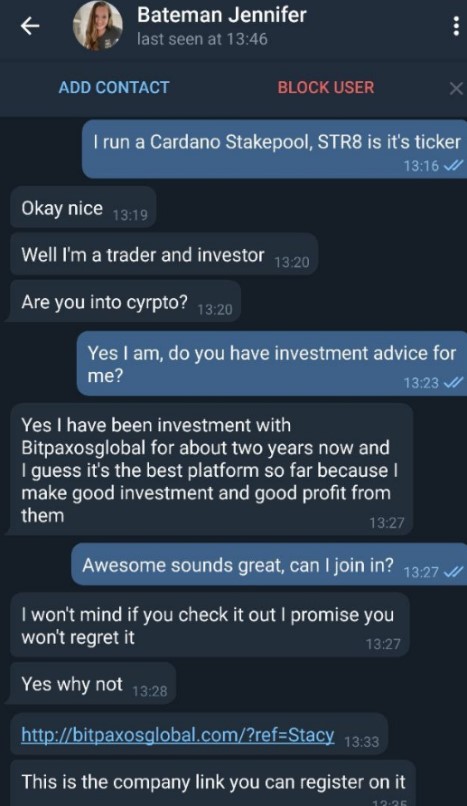 Bateman Jennifer
last seen at 13:46
ADD CONTACT
BLOCK USER
I run a Cardano Stakepool, STR8 is it's ticker
13:16
Okay nice 13:19
Well I'm a trader and investor 13:20
Are you into cyrpto? 13:20
Yes I am, do you have investment advice for
me?
13:23
Yes I have been investment with
Bitpaxosglobal for about two years now and
I guess it's the best platform so far because I
make good investment and good profit from
them
13:27
Awesome sounds great, can I join in? 13:27
I won't mind if you check it out I promise you
won't regret it
13:27
Yes why not 13:28
http://bitpaxosglobal.com/?ref=Stacy 13:33
This is the company link you can register on it
13:35